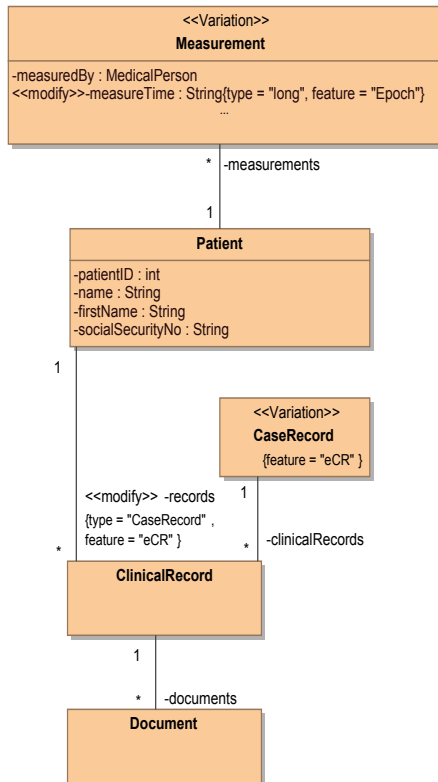 <<Variation>>
Measurement
-measuredBy : MedicalPerson
<<modify>>-measureTime : String{type = "long", feature = "Epoch"}
...
* -measurements
1
Patient
-patientID : int
-name : String
-firstName : String
-socialSecurityNo : String
1
<<Variation>>
CaseRecord
{feature = "eCR" }
<<modify>> -records
1
{type = "CaseRecord" ,
feature = "eCR" }
* * -clinicalRecords
ClinicalRecord
1
* -documents
Document